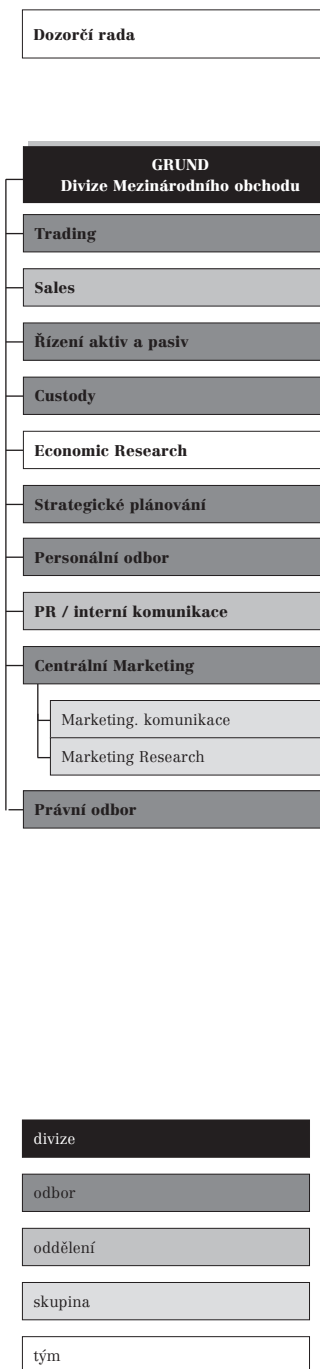 Dozorčí rada
GRUND
Divize Mezinárodního obchodu
Trading
Sales
Řízení aktiv a pasiv
Custody
Economic Research
Strategické plánování
Personální odbor
PR / interní komunikace
Centrální Marketing
Marketing. komunikace
Marketing Research
Právní odbor
divize
odbor
oddělení
skupina
tým